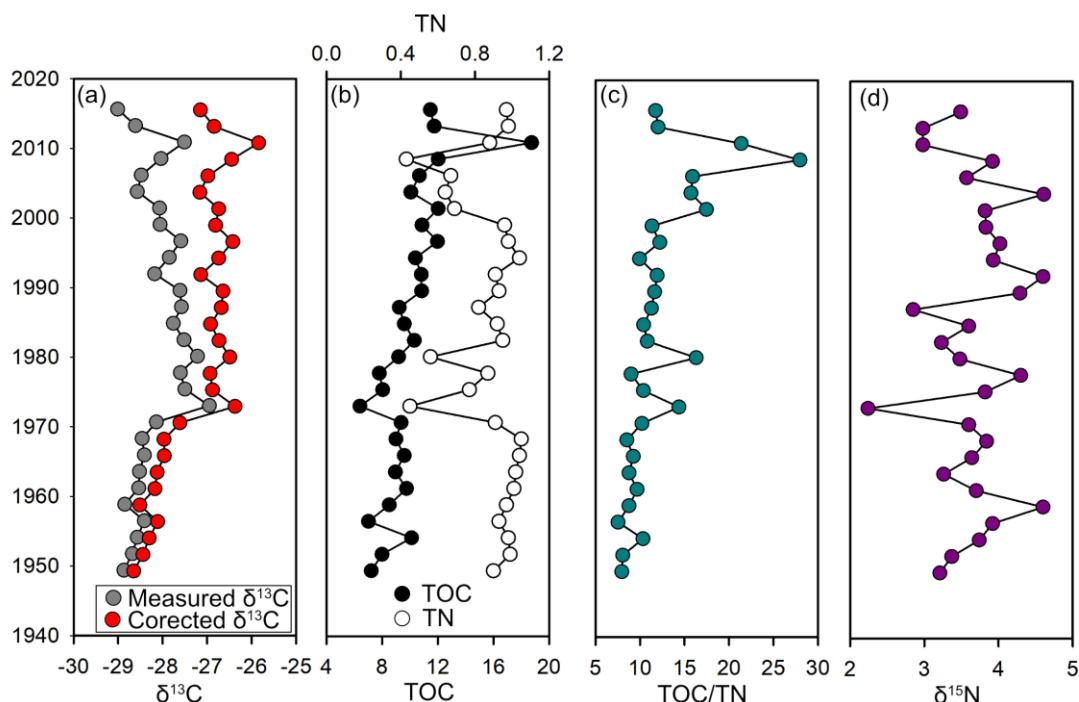 TN
0.0 0.4 0.8 1.2
2020
2010
2000
1990
1980
1970
1960
1950
1940
(a)
(b)
(c)
(d)
Measured δ¹³C
Corected δ¹³C
TOC
TN
-30 -29 -28 -27 -26 -25
δ¹³C
4 8 12 16 20
TOC
5 10 15 20 25 30
TOC/TN
2 3 4 5
δ¹⁵N